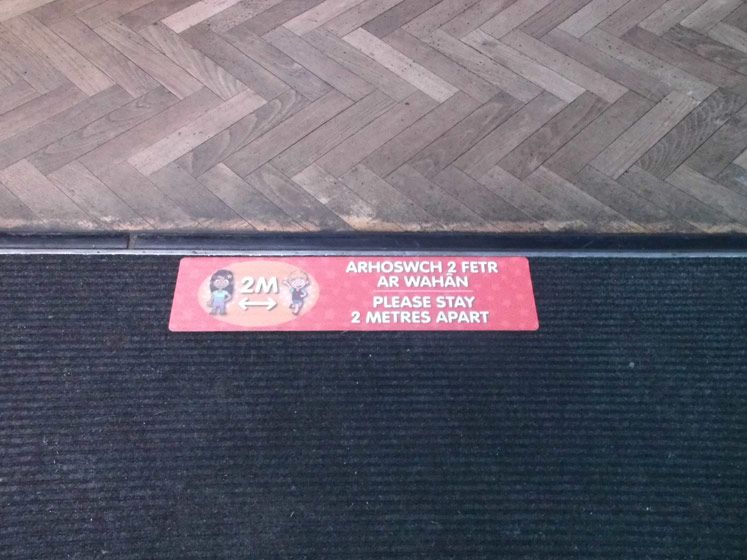 2M
ARHOSWCH 2 FETR
AR WAHÂN
PLEASE STAY
2 METRES APART